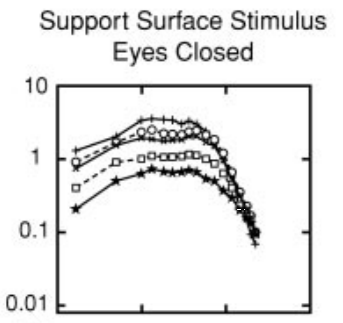 Support Surface Stimulus
Eyes Closed
10
1
0.1
0.01